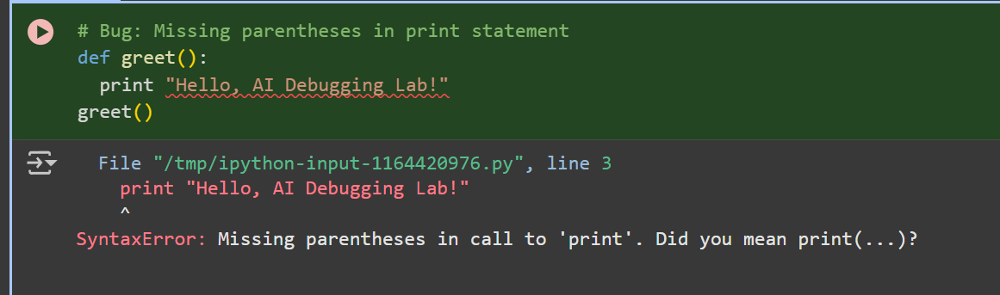 # Bug: Missing parentheses in print statement
def greet():
  print "Hello, AI Debugging Lab!"
greet()
File "/tmp/ipython-input-1164420976.py", line 3
    print "Hello, AI Debugging Lab!"
    ^
SyntaxError: Missing parentheses in call to 'print'. Did you mean print(...)?